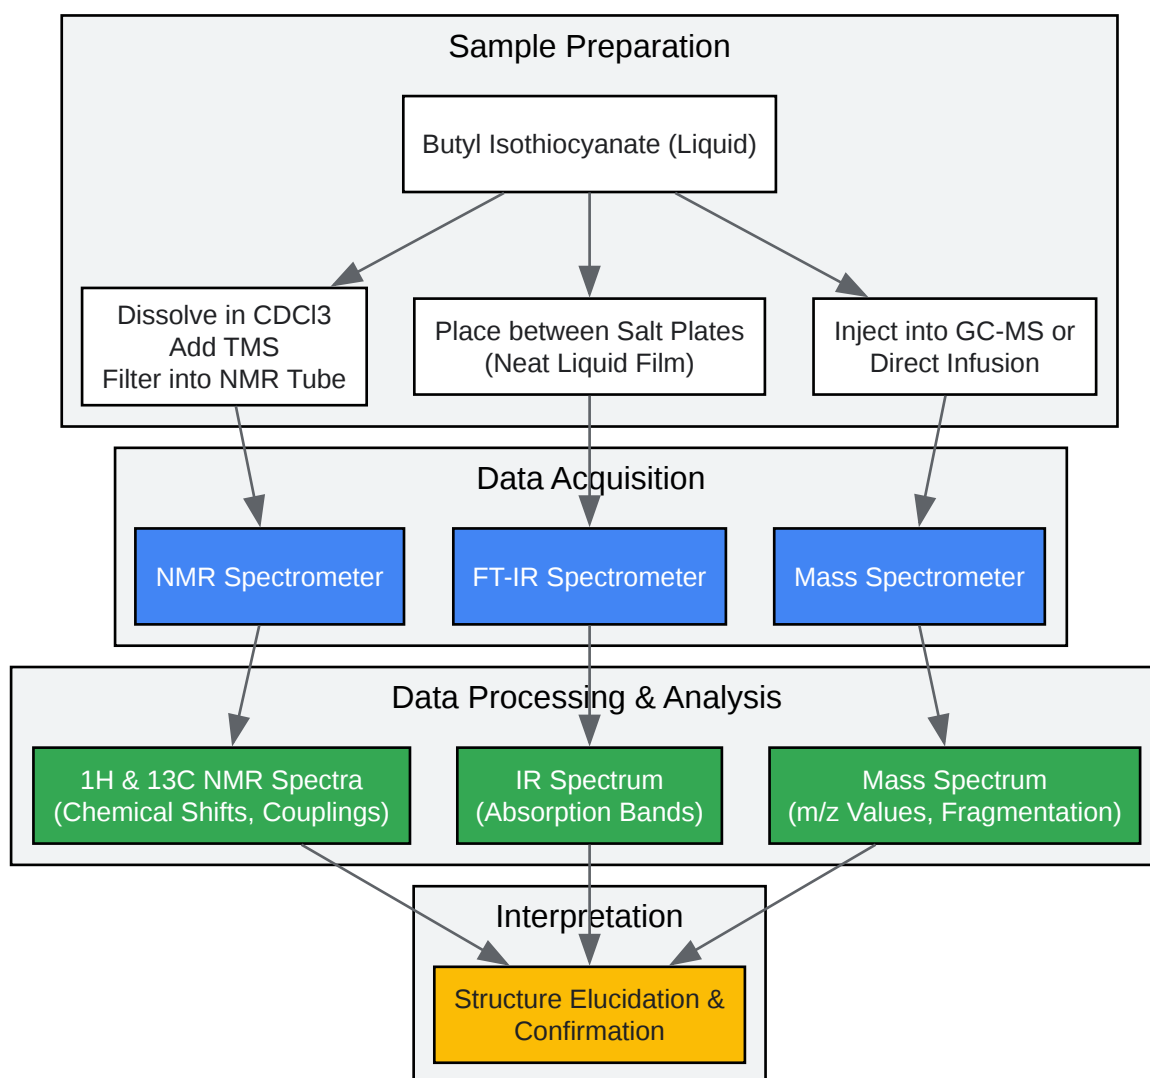 Sample Preparation
Butyl Isothiocyanate (Liquid)
Dissolve in CDCl3
Add TMS
Filter into NMR Tube
Place between Salt Plates
(Neat Liquid Film)
Inject into GC-MS or
Direct Infusion
Data Acquisition
NMR Spectrometer
FT-IR Spectrometer
Mass Spectrometer
Data Processing & Analysis
1H & 13C NMR Spectra
(Chemical Shifts, Couplings)
IR Spectrum
(Absorption Bands)
Mass Spectrum
(m/z Values, Fragmentation)
Interpretation
Structure Elucidation &
Confirmation